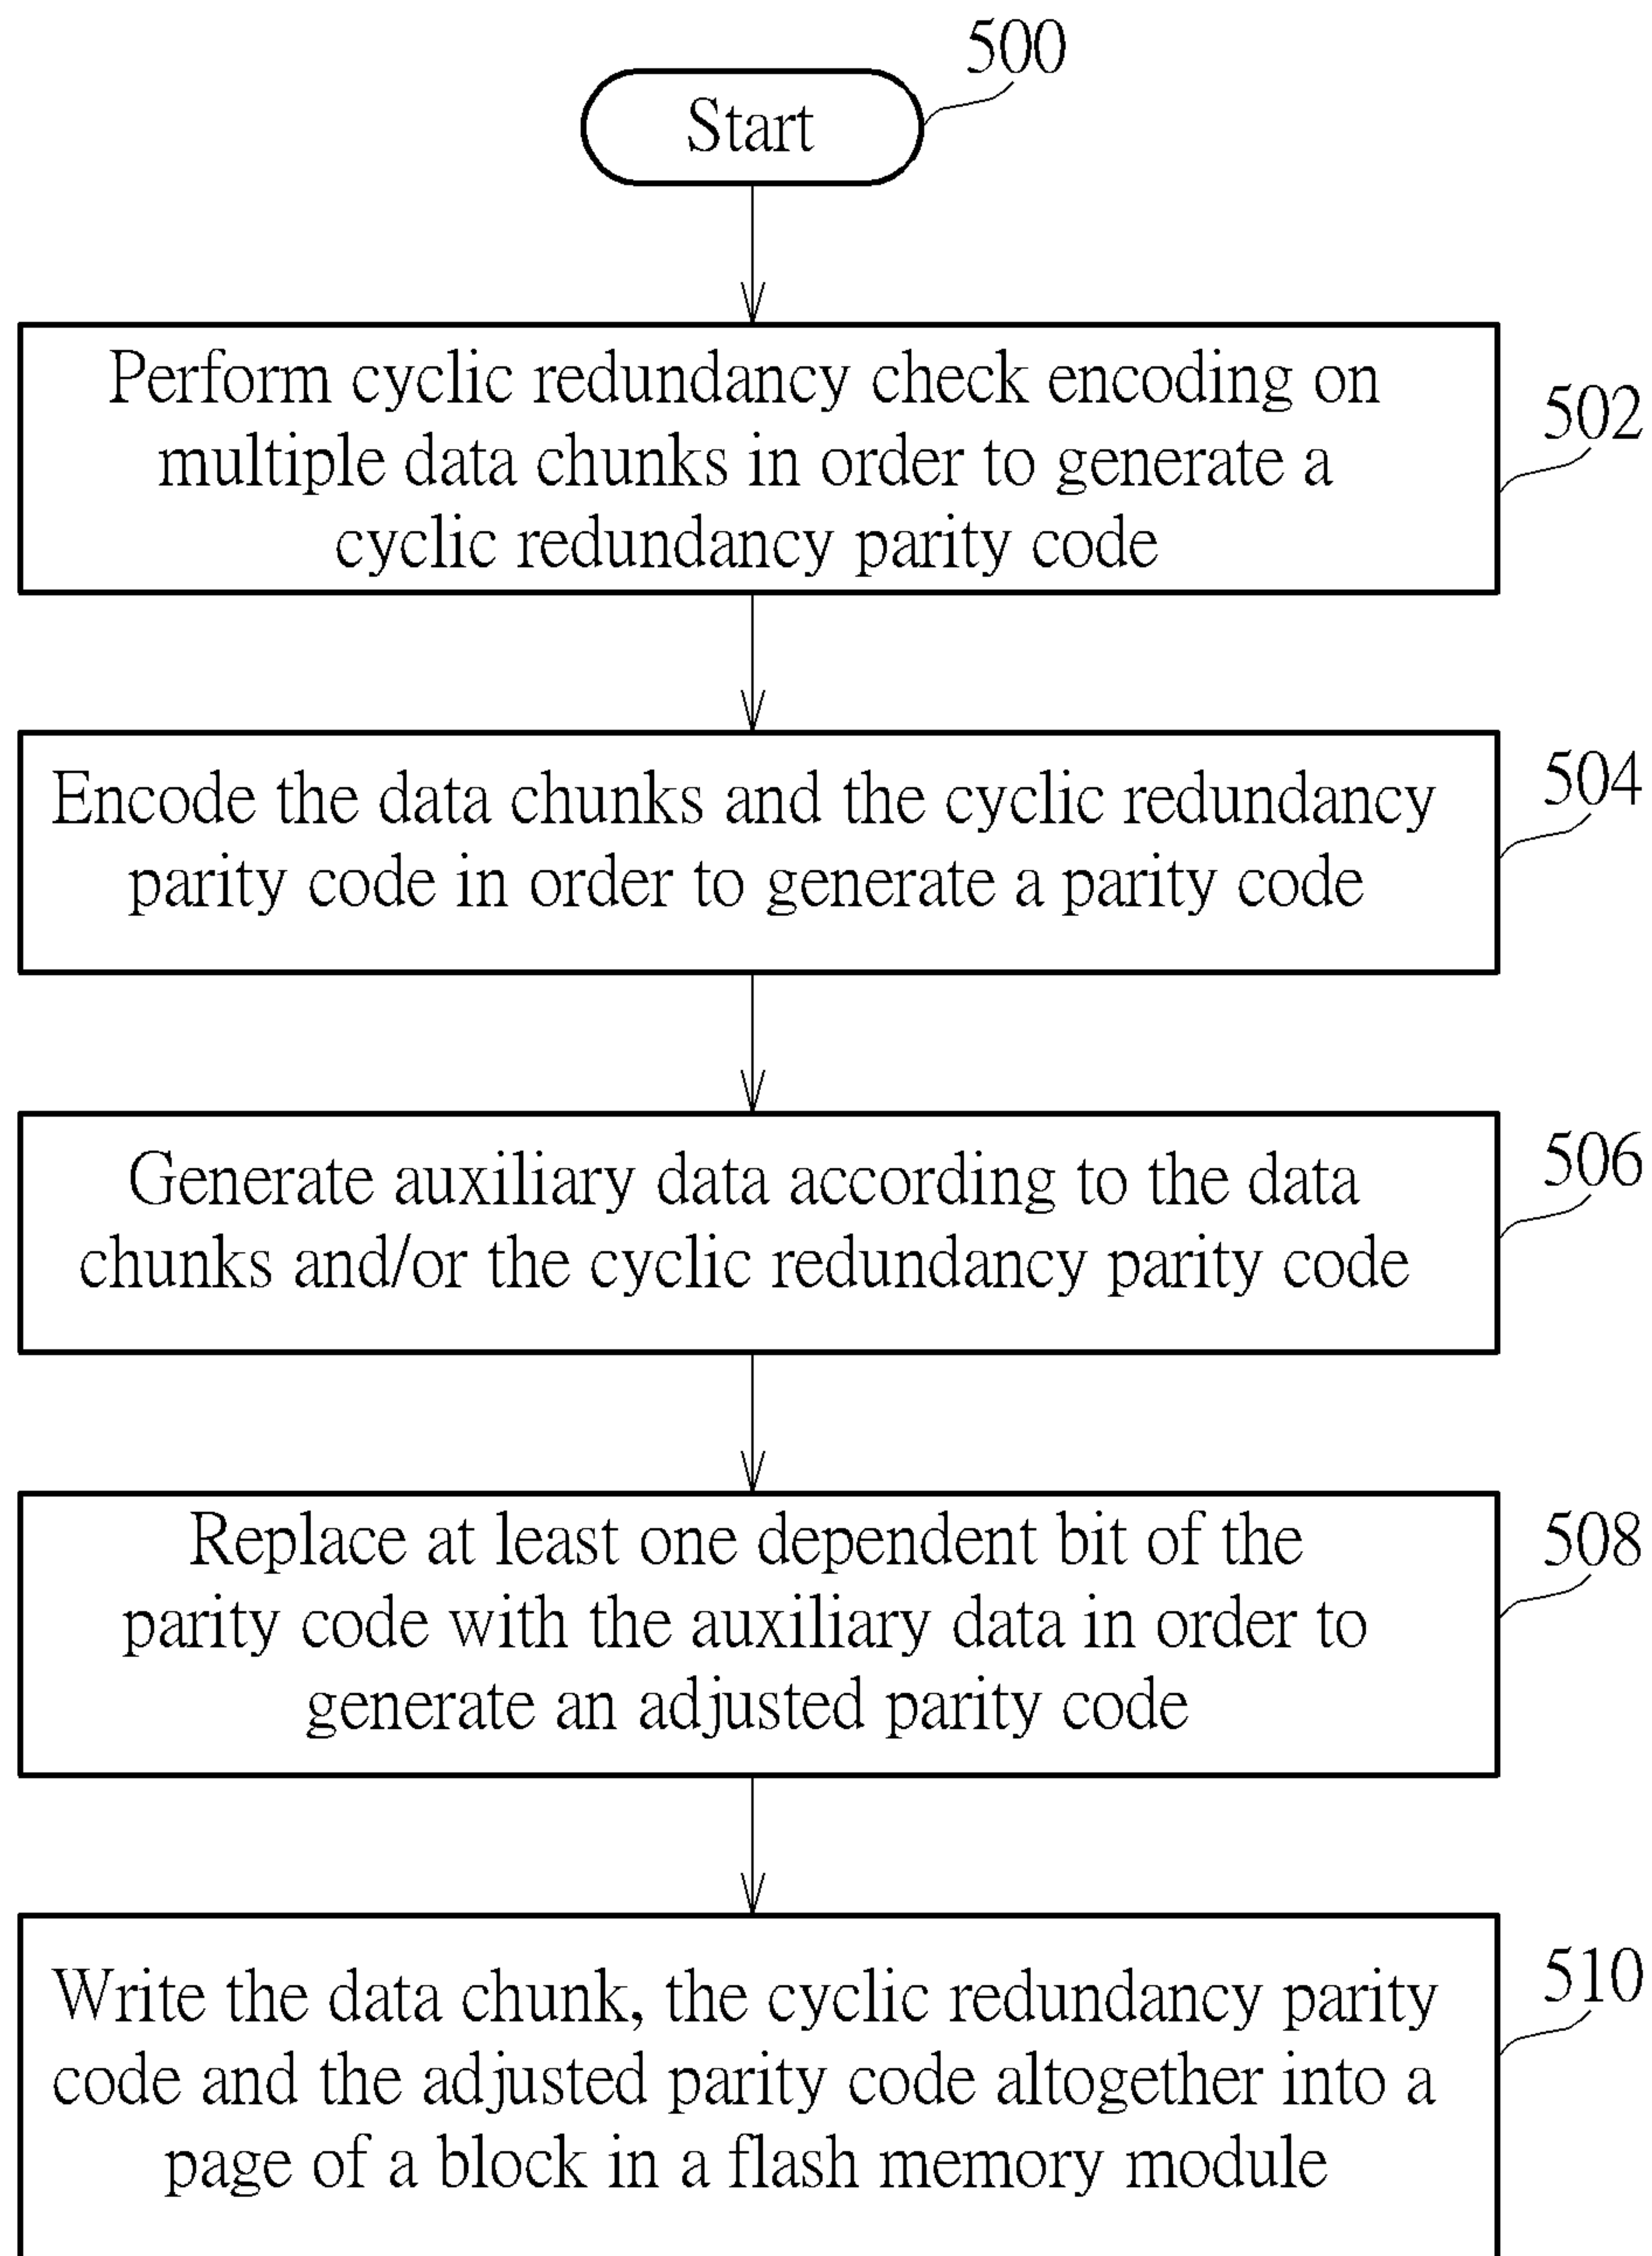 500
Start
Perform cyclic redundancy check encoding on
multiple data chunks in order to generate a
cyclic redundancy parity code
502
Encode the data chunks and the cyclic redundancy
parity code in order to generate a parity code
504
Generate auxiliary data according to the data
chunks and/or the cyclic redundancy parity code
506
Replace at least one dependent bit of the
parity code with the auxiliary data in order to
generate an adjusted parity code
508
Write the data chunk, the cyclic redundancy parity
code and the adjusted parity code altogether into a
page of a block in a flash memory module
510